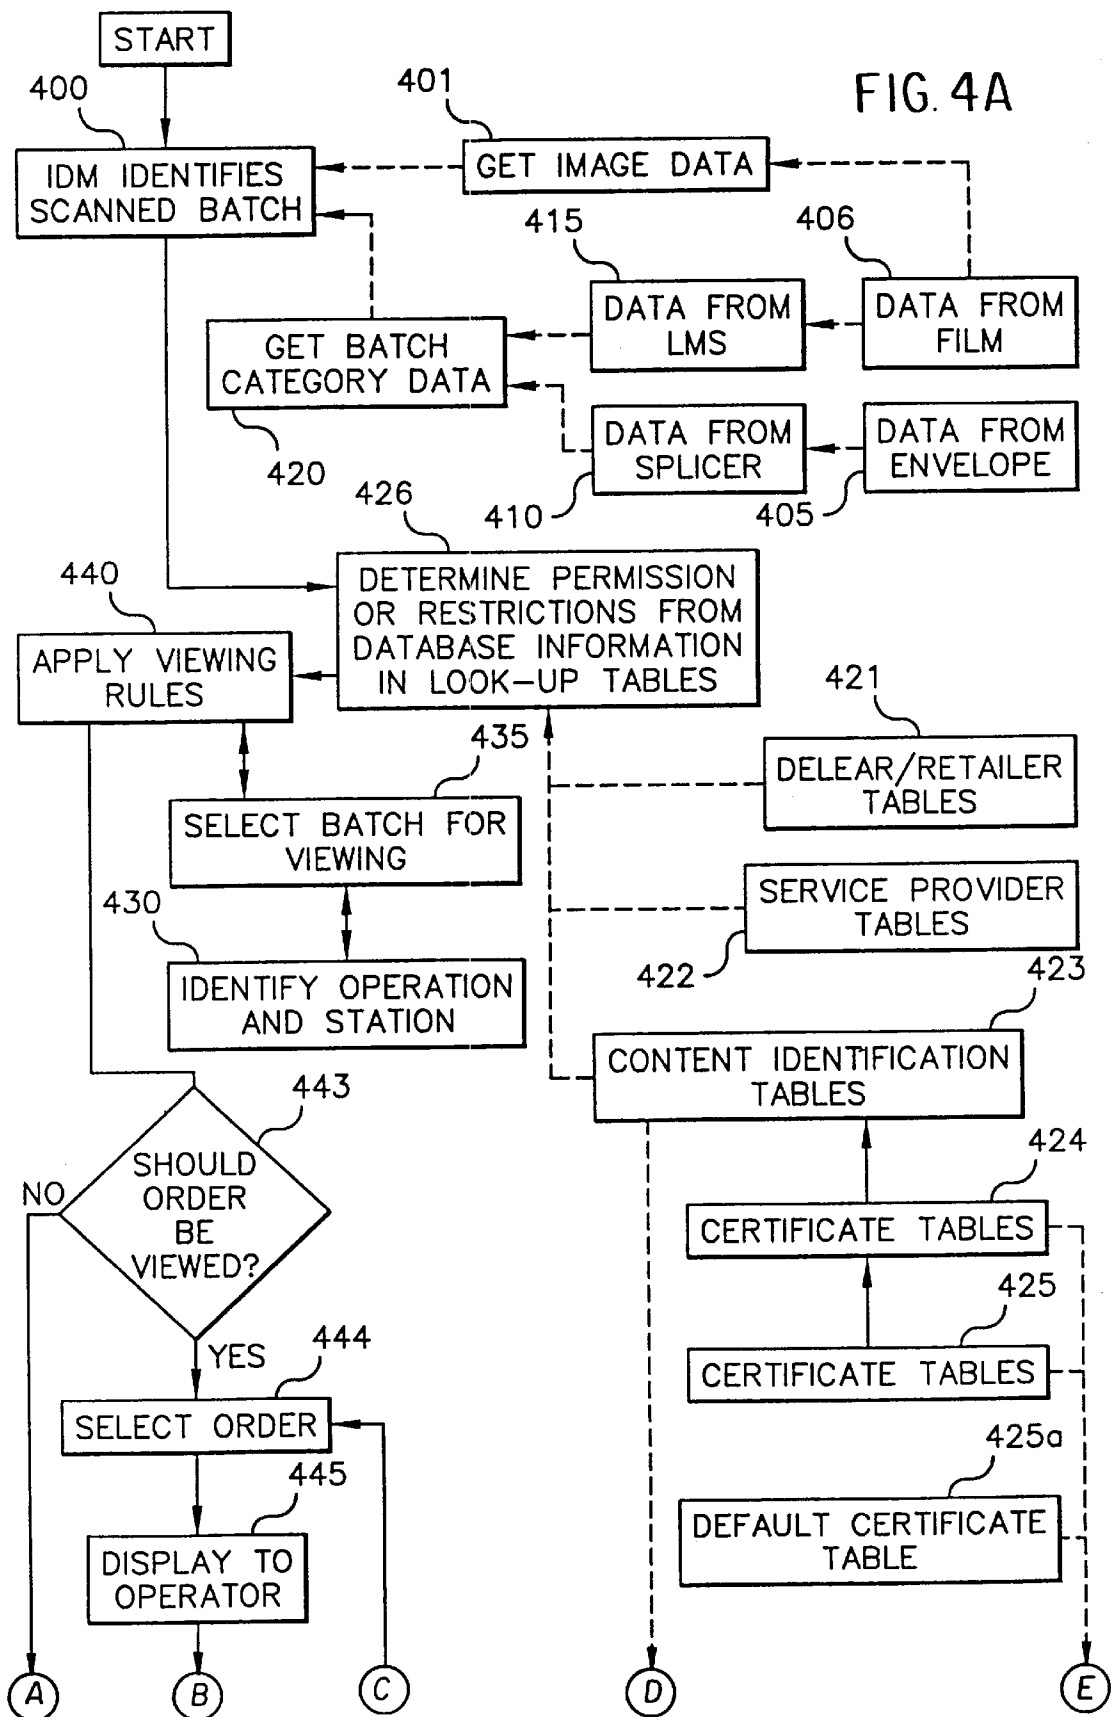 START
FIG. 4A
400
401
IDM IDENTIFIES
SCANNED BATCH
GET IMAGE DATA
415
406
DATA FROM
LMS
DATA FROM
FILM
GET BATCH
CATEGORY DATA
420
DATA FROM
SPLICER
410
DATA FROM
ENVELOPE
405
426
DETERMINE PERMISSION
OR RESTRICTIONS FROM
DATABASE INFORMATION
IN LOOK-UP TABLES
440
APPLY VIEWING
RULES
421
DELEAR/RETAILER
TABLES
435
SELECT BATCH FOR
VIEWING
SERVICE PROVIDER
TABLES
422
430
IDENTIFY OPERATION
AND STATION
423
CONTENT IDENTIFICATION
TABLES
443
SHOULD
ORDER
BE
VIEWED?
NO
YES
424
CERTIFICATE TABLES
425
CERTIFICATE TABLES
444
SELECT ORDER
425a
DEFAULT CERTIFICATE
TABLE
445
DISPLAY TO
OPERATOR
A
B
C
D
E